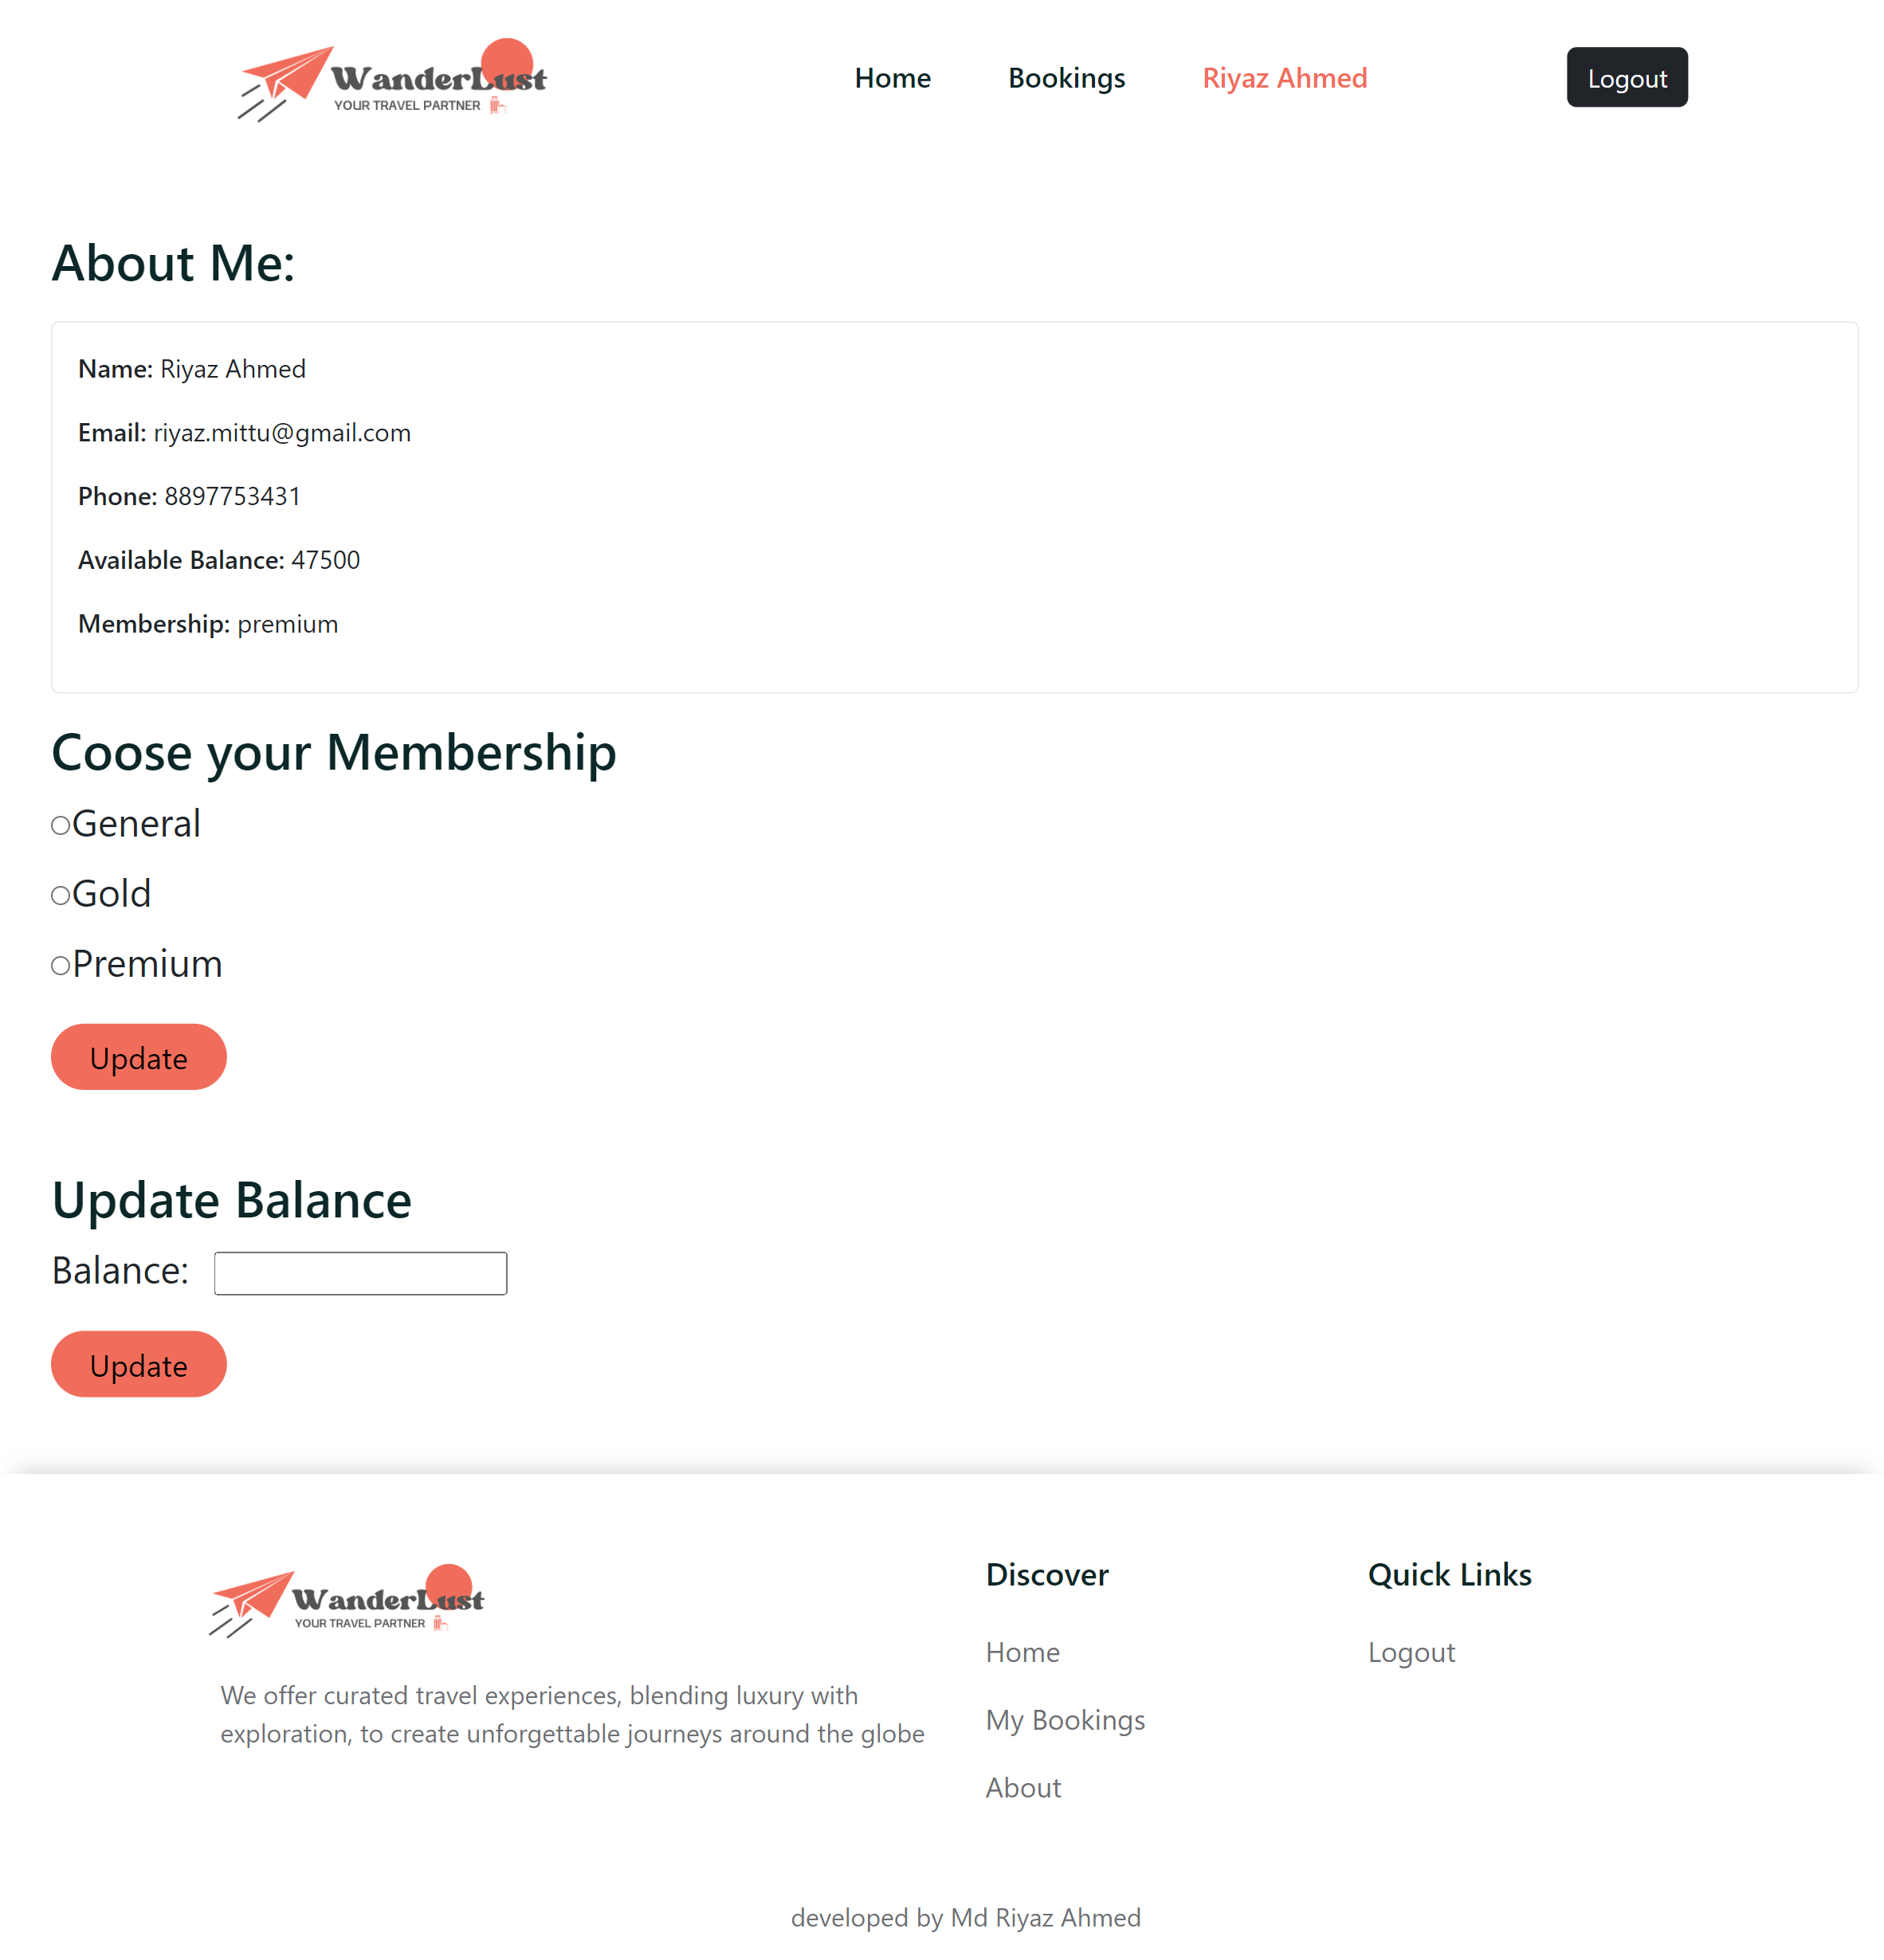 WanderLust
YOUR TRAVEL PARTNER
Home Bookings Riyaz Ahmed Logout
About Me:
Name: Riyaz Ahmed
Email: riyaz.mittu@gmail.com
Phone: 8897753431
Available Balance: 47500
Membership: premium
Coose your Membership
General
Gold
Premium
Update
Update Balance
Balance:
Update
WanderLust
YOUR TRAVEL PARTNER
We offer curated travel experiences, blending luxury with
exploration, to create unforgettable journeys around the globe
Discover
Home
My Bookings
About
Quick Links
Logout
developed by Md Riyaz Ahmed